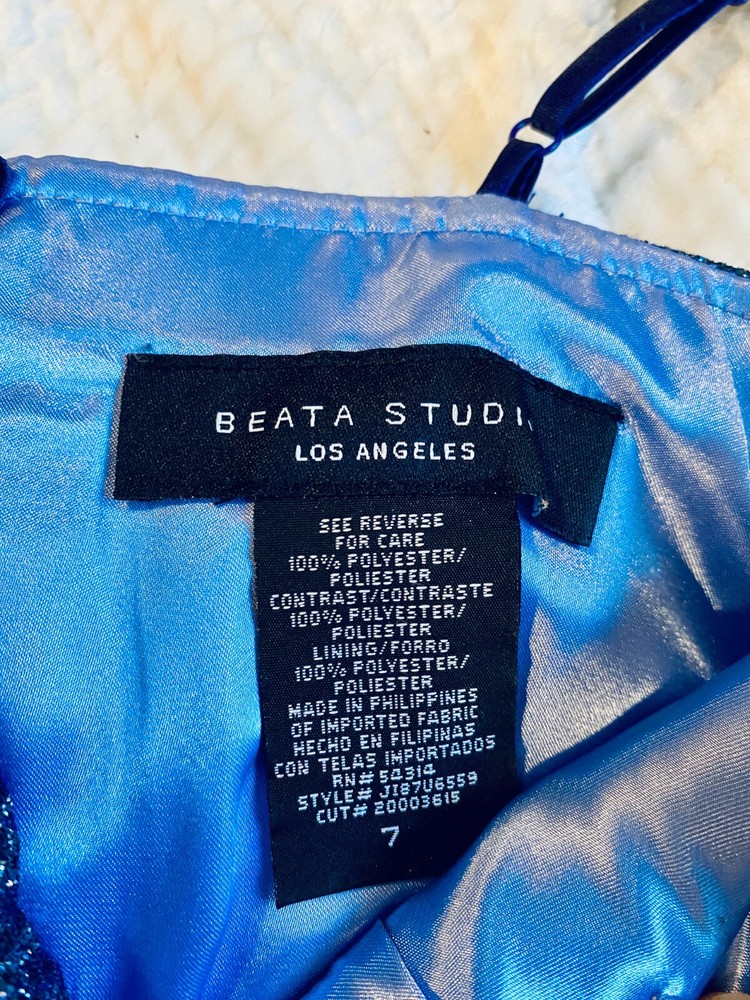 BEATA STUDI
LOS ANGELES
SEE REVERSE
FOR CARE
100% POLYESTER/
POLIESTER
CONTRAST/CONTRASTE
100% POLYESTER/
POLIESTER
LINING/FORRO
100% POLYESTER/
POLIESTER
MADE IN PHILIPPINES
OF IMPORTED FABRIC
HECHO EN FILIPINAS
CON TELAS IMPORTADOS
RN# 54314
STYLE# JI87U6559
CUT# 20003615
7